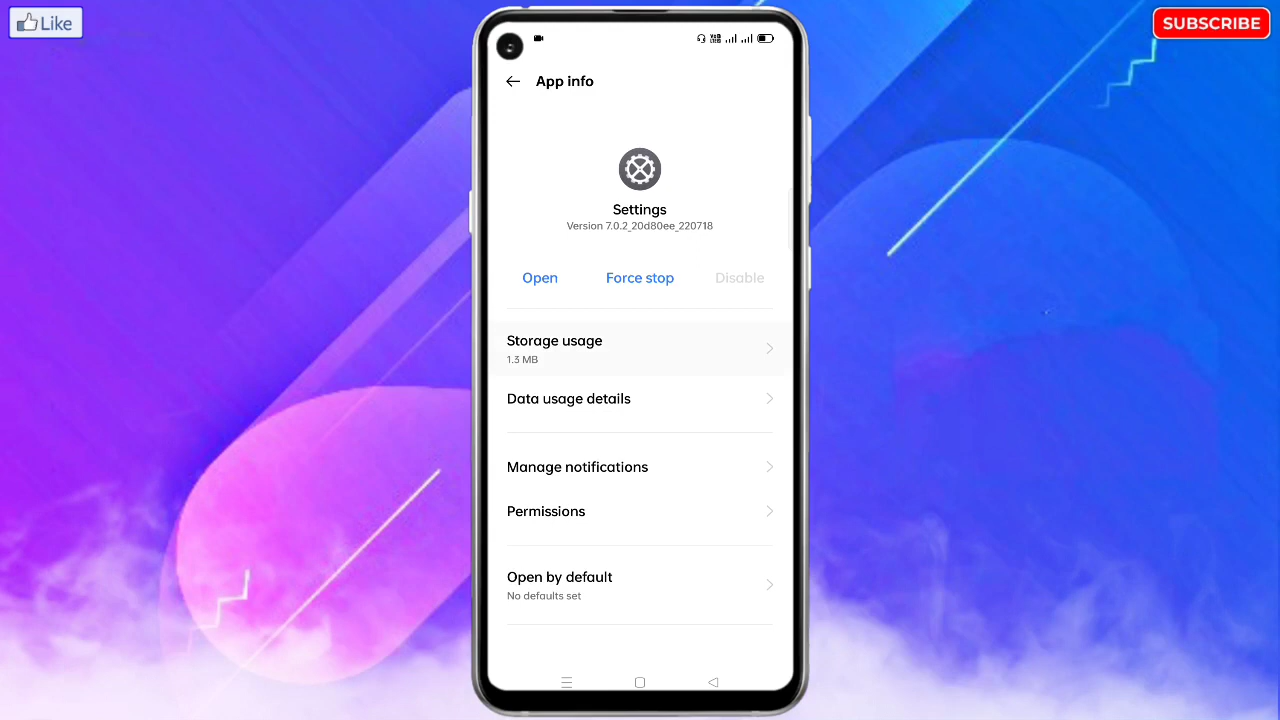 Like
SUBSCRIBE
App info
Settings
Version 7.0.2_20d80ee_220718
Open
Force stop
Disable
Storage usage
1.3 MB
Data usage details
Manage notifications
Permissions
Open by default
No defaults set